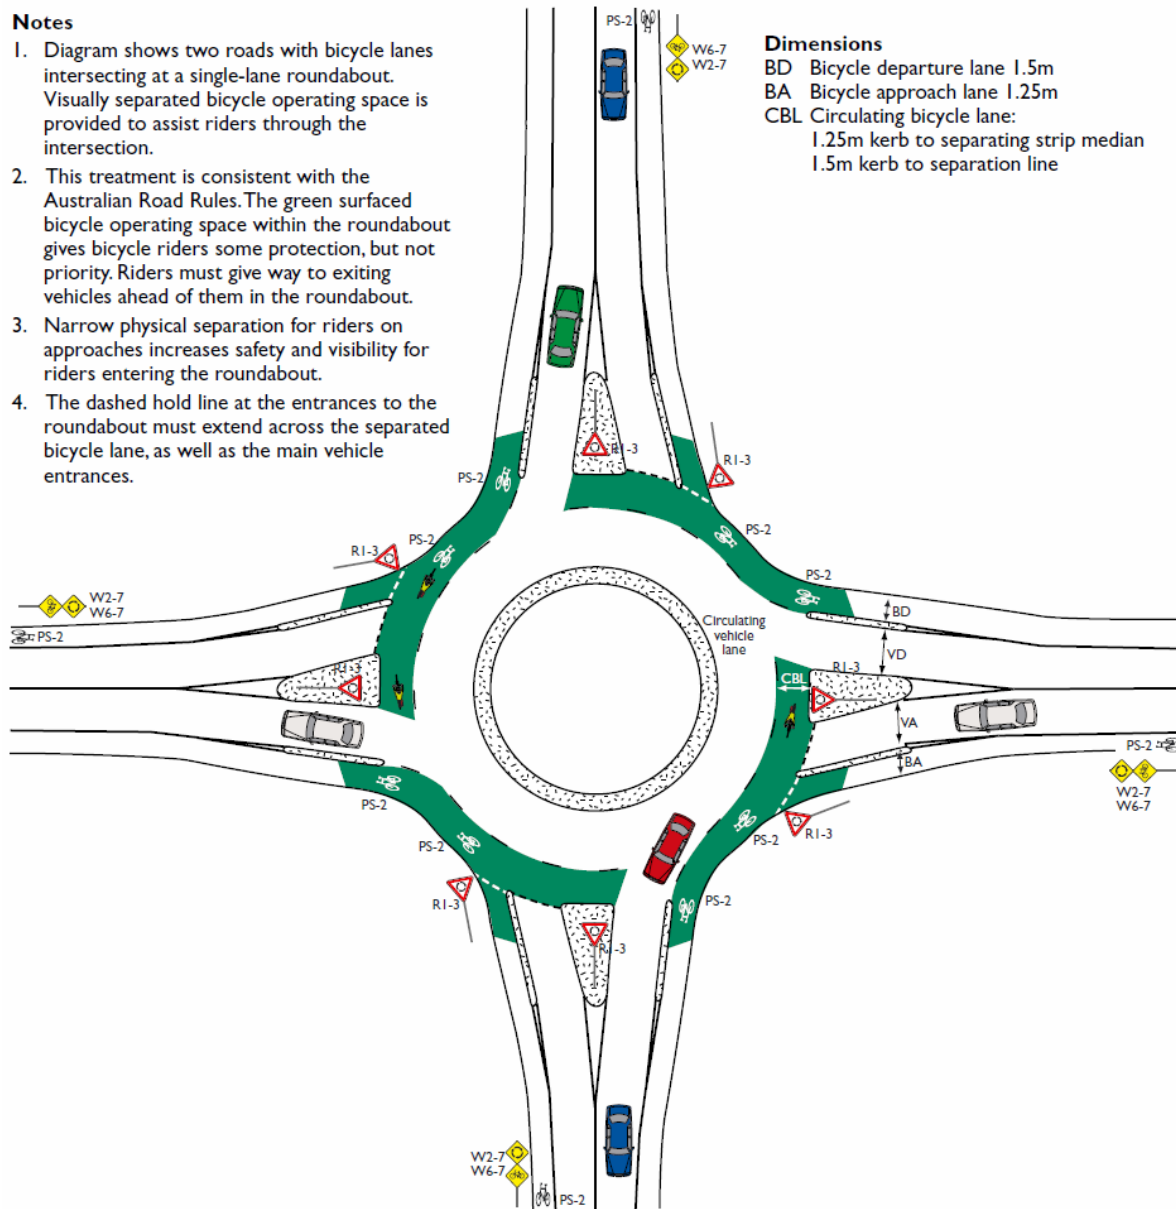 Notes
1. Diagram shows two roads with bicycle lanes
intersecting at a single-lane roundabout.
Visually separated bicycle operating space is
provided to assist riders through the
intersection.
2. This treatment is consistent with the
Australian Road Rules. The green surfaced
bicycle operating space within the roundabout
gives bicycle riders some protection, but not
priority. Riders must give way to exiting
vehicles ahead of them in the roundabout.
3. Narrow physical separation for riders on
approaches increases safety and visibility for
riders entering the roundabout.
4. The dashed hold line at the entrances to the
roundabout must extend across the separated
bicycle lane, as well as the main vehicle
entrances.
Dimensions
BD Bicycle departure lane 1.5m
BA Bicycle approach lane 1.25m
CBL Circulating bicycle lane:
1.25m kerb to separating strip median
1.5m kerb to separation line
PS-2
W6-7
W2-7
R1-3
R1-3
PS-2
PS-2
PS-2
R1-3
PS-2
W2-7
W6-7
PS-2
BD
Circulating
vehicle
lane
VD
R1-3
R1-3
CBL
VA
PS-2
BA
W2-7
W6-7
PS-2
R1-3
PS-2
PS-2
R1-3
PS-2
R1-3
W2-7
W6-7
PS-2